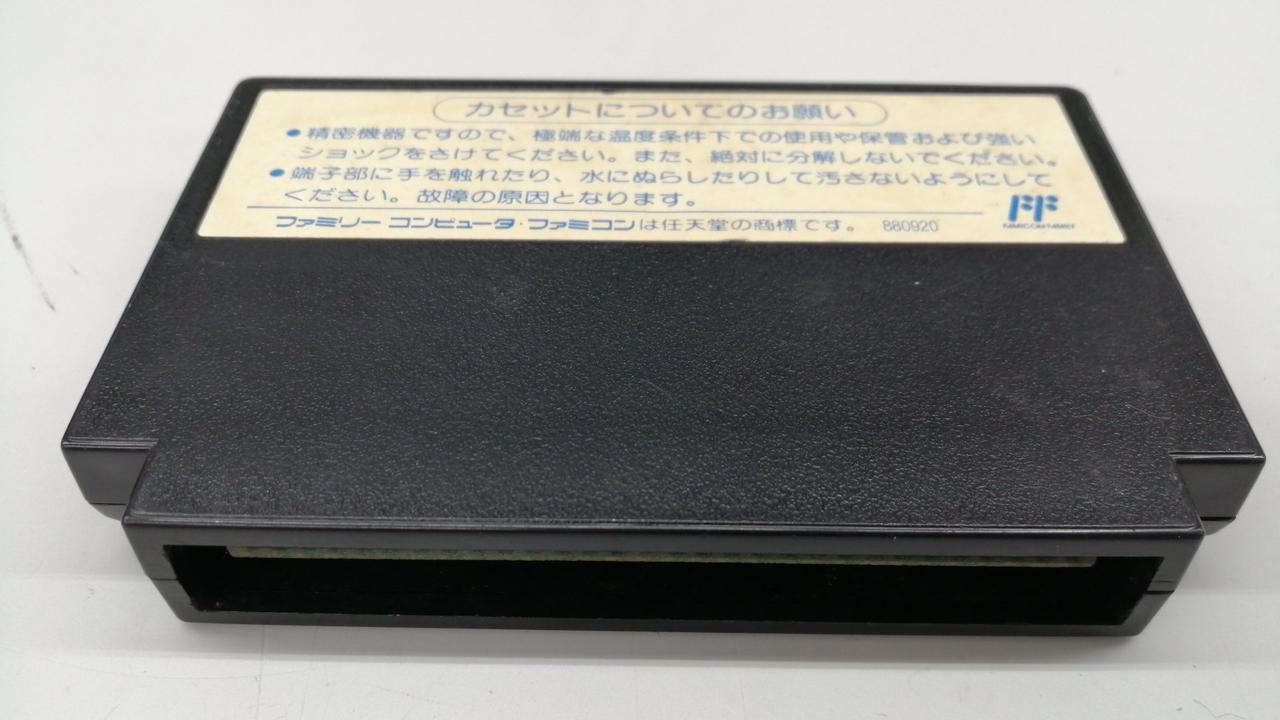 カセットについてのお願い
●精密機器ですので、極端な温度条件下での使用や保管および強い
ショックをさけてください。また、絶対に分解しないでください。
●端子部に手を触れたり、水にぬらしたりして汚さないようにして
ください。故障の原因となります。
ファミリー コンピュータ・ファミコンは任天堂の商標です。 880920
FF